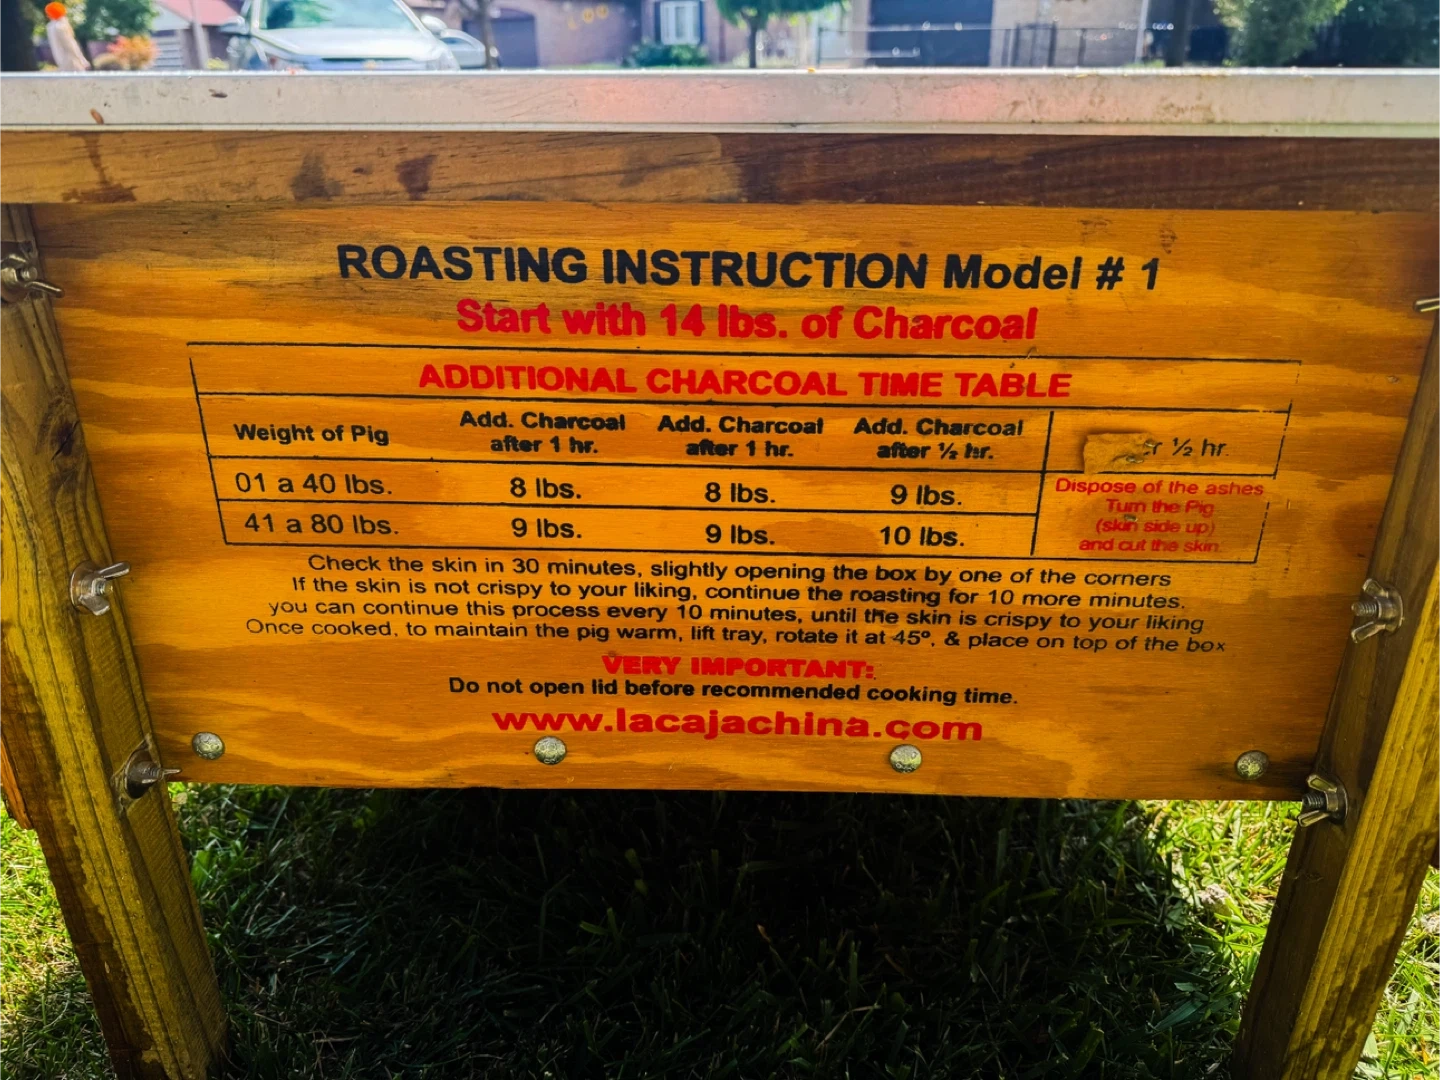 ROASTING INSTRUCTION Model # 1
Start with 14 lbs. of Charcoal
ADDITIONAL CHARCOAL TIME TABLE
Weight of Pig Add. Charcoal after 1 hr. Add. Charcoal after 1 hr. Add. Charcoal after ½ hr. ½ hr.
01 a 40 lbs. 8 lbs. 8 lbs. 9 lbs.
41 a 80 lbs. 9 lbs. 9 lbs. 10 lbs.
Dispose of the ashes
Turn the Pig
(skin side up)
and cut the skin
Check the skin in 30 minutes, slightly opening the box by one of the corners
If the skin is not crispy to your liking, continue the roasting for 10 more minutes.
you can continue this process every 10 minutes, until the skin is crispy to your liking
Once cooked, to maintain the pig warm, lift tray, rotate it at 45º, & place on top of the box
VERY IMPORTANT:
Do not open lid before recommended cooking time.
www.lacajachina.com